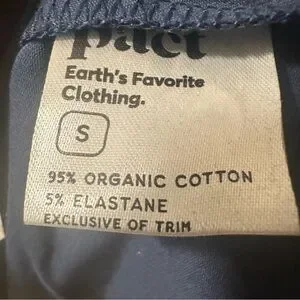 pact
Earth's Favorite
Clothing.
S
95% ORGANIC COTTON
5% ELASTANE
EXCLUSIVE OF TRIM